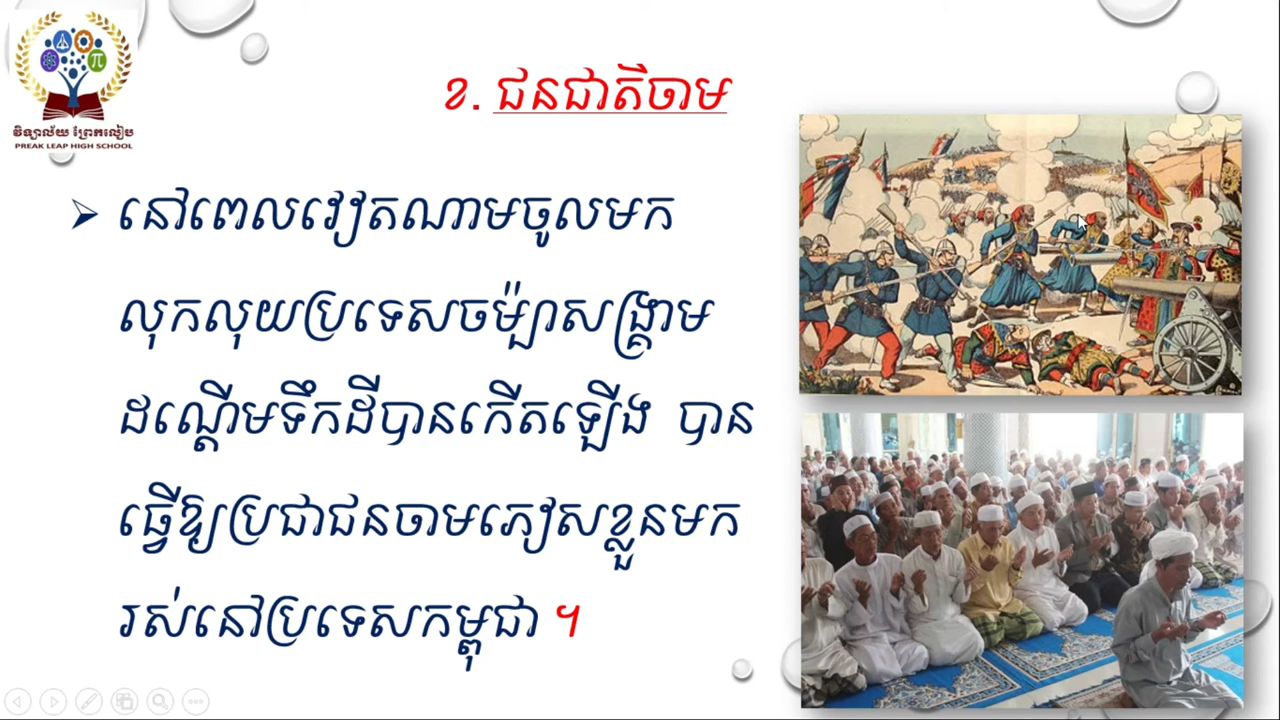 វិទ្យាល័យ ព្រែកលៀប
PREAK LEAP HIGH SCHOOL
ខ. ជនជាតិចាម
➢ នៅពេលវៀតណាមចូលមក
លុកលុយប្រទេសចម្ប៉ាសង្គ្រាម
ដណ្តើមទឹកដីបានកើតឡើង បាន
ធ្វើឱ្យប្រជាជនចាមភៀសខ្លួនមក
រស់នៅប្រទេសកម្ពុជា ។